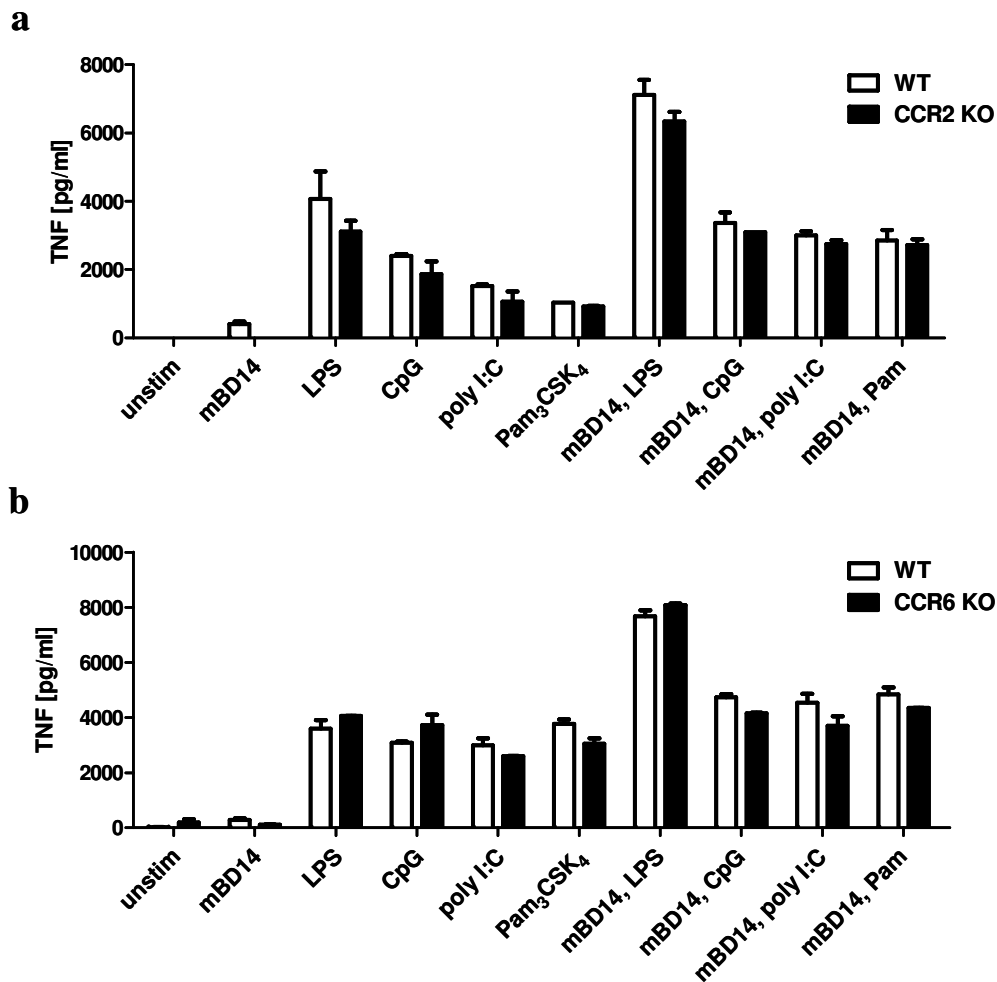 a
8000
6000
4000
2000
0
TNF [pg/ml]
WT
CCR2 KO
unstim
mBD14
LPS
CpG
poly I:C
Pam₃CSK₄
mBD14, LPS
mBD14, CpG
mBD14, poly I:C
mBD14, Pam
b
10000
8000
6000
4000
2000
0
TNF [pg/ml]
WT
CCR6 KO
unstim
mBD14
LPS
CpG
poly I:C
Pam₃CSK₄
mBD14, LPS
mBD14, CpG
mBD14, poly I:C
mBD14, Pam